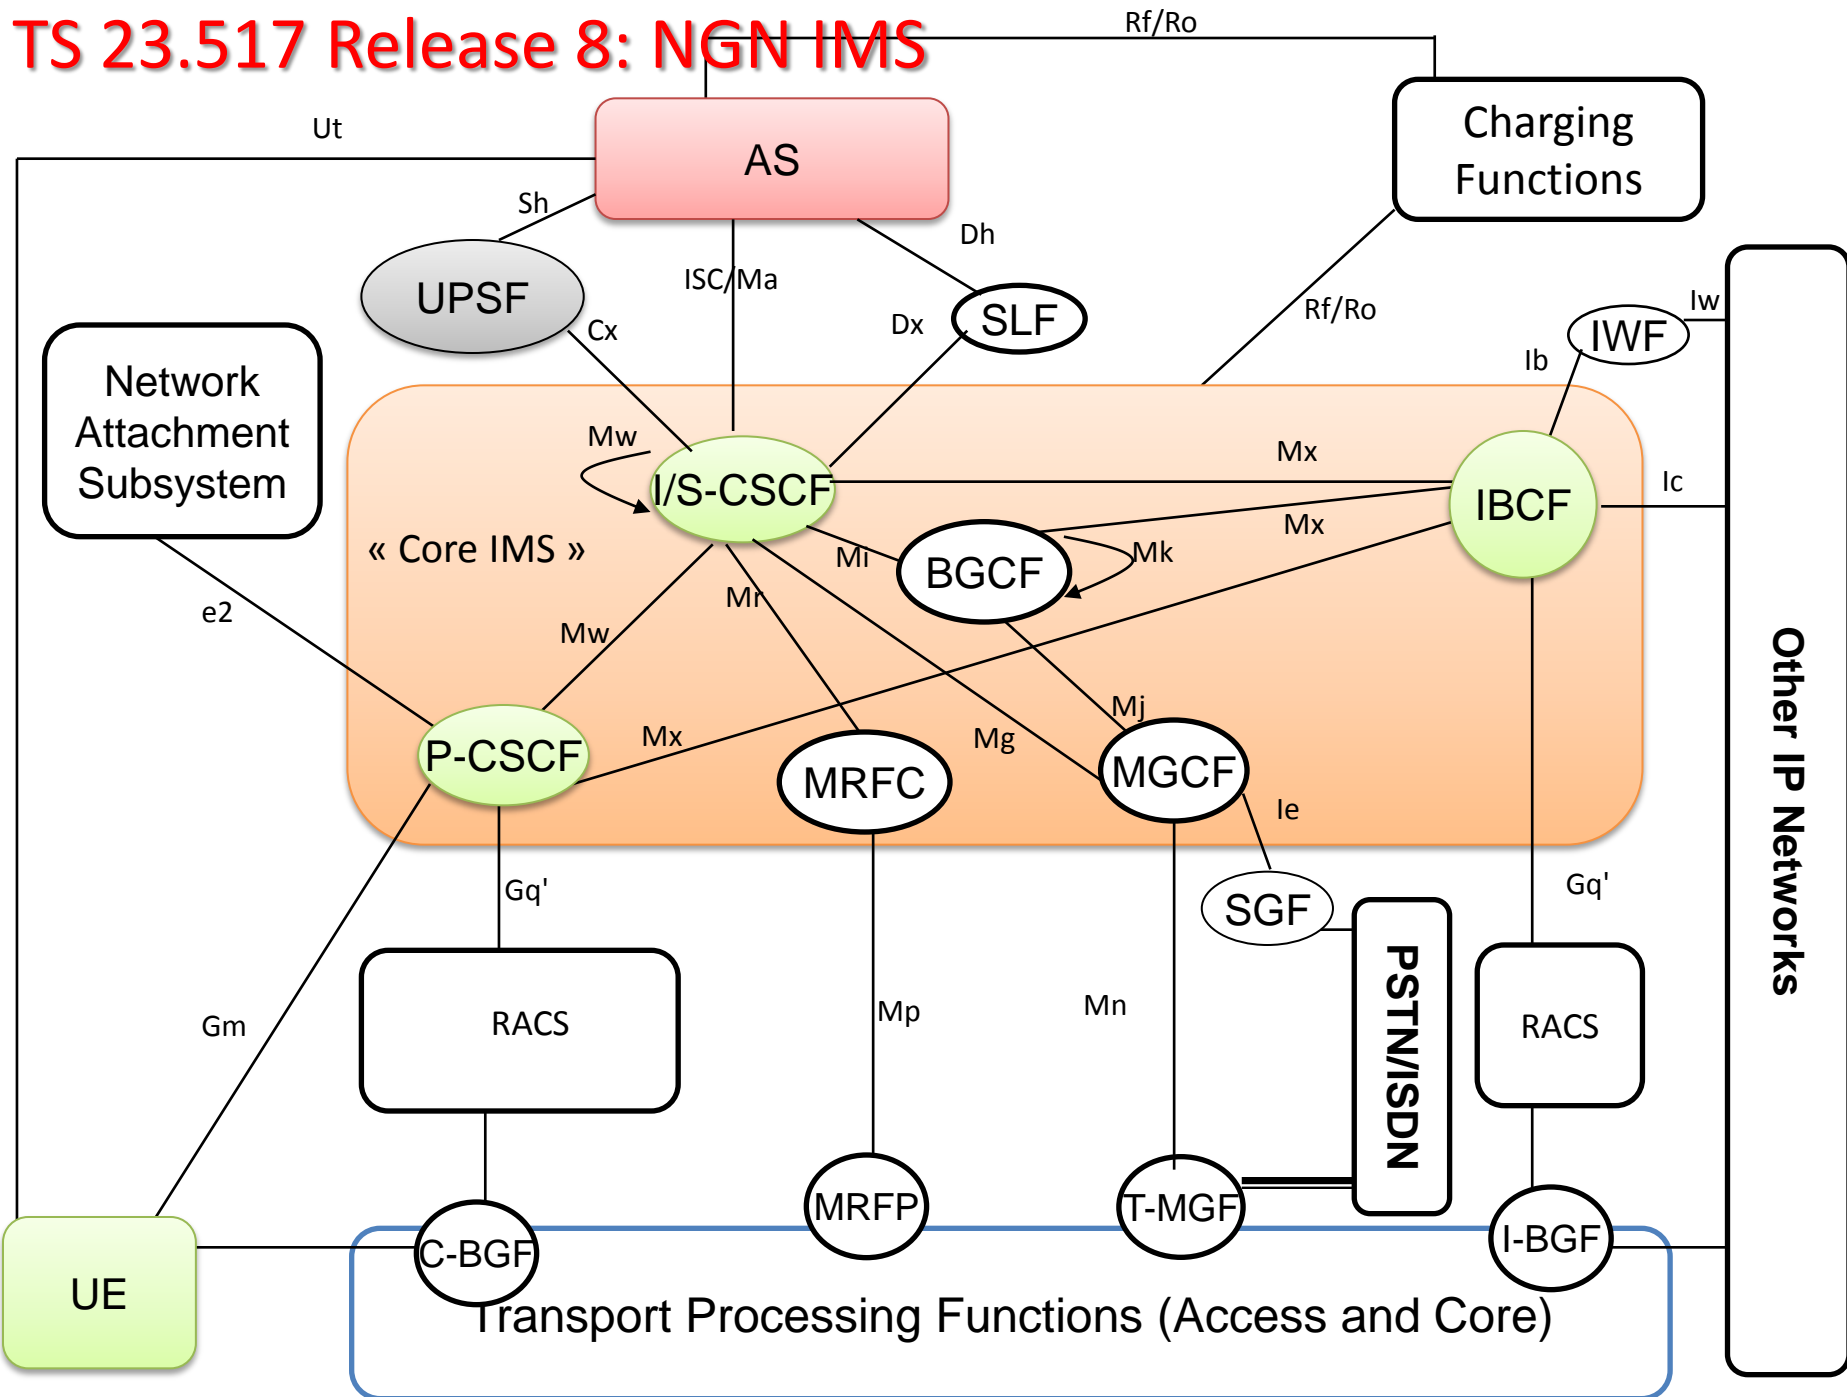 TS 23.517 Release 8: NGN IMS
Rf/Ro
Charging
Functions
Ut
AS
Sh
Dh
UPSF
ISC/Ma
SLF
Cx
Dx
Rf/Ro
Iw
IWF
Ib
Network
Attachment
Subsystem
Mw
I/S-CSCF
Mx
IBCF
Ic
« Core IMS »
Mi
BGCF
Mx
Mk
e2
Mr
Mw
Other IP Networks
P-CSCF
Mx
MRFC
Mg
Mj
MGCF
Ie
Gq'
SGF
Gq'
Gm
RACS
Mp
Mn
PSTN/ISDN
RACS
MRFP
T-MGF
I-BGF
C-BGF
UE
Transport Processing Functions (Access and Core)